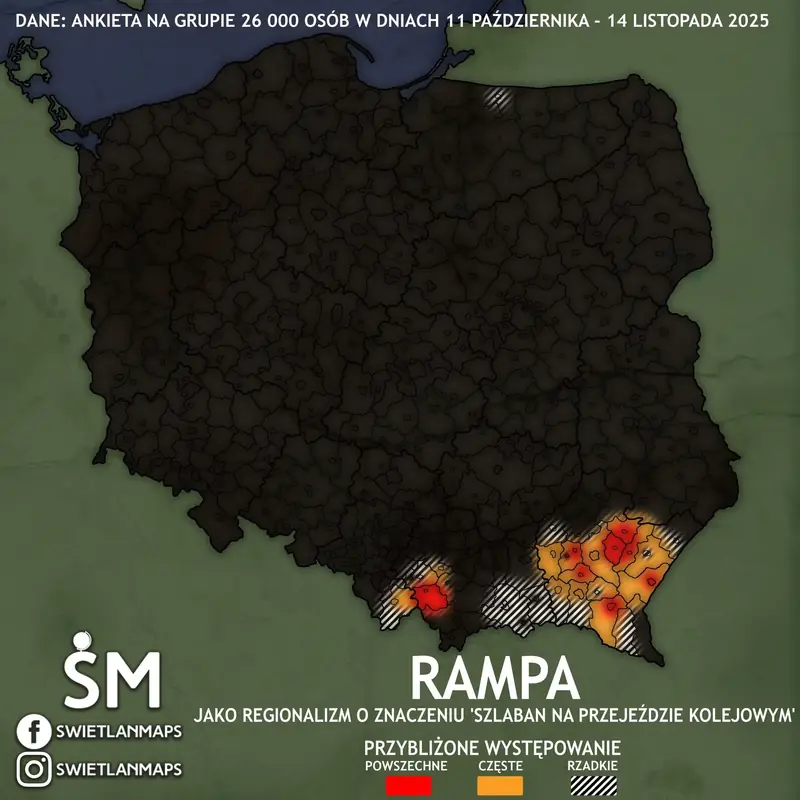 DANE: ANKIETA NA GRUPIE 26 000 OSÓB W DNIACH 11 PAŹDZIERNIKA - 14 LISTOPADA 2025
ŚM
SWIETLANMAPS
SWIETLANMAPS
RAMPA
JAKO REGIONALIZM O ZNACZENIU 'SZLABAN NA PRZEJEŹDZIE KOLEJOWYM'
PRZYBLIŻONE WYSTĘPOWANIE
POWSZECHNE CZĘSTE RZADKIE